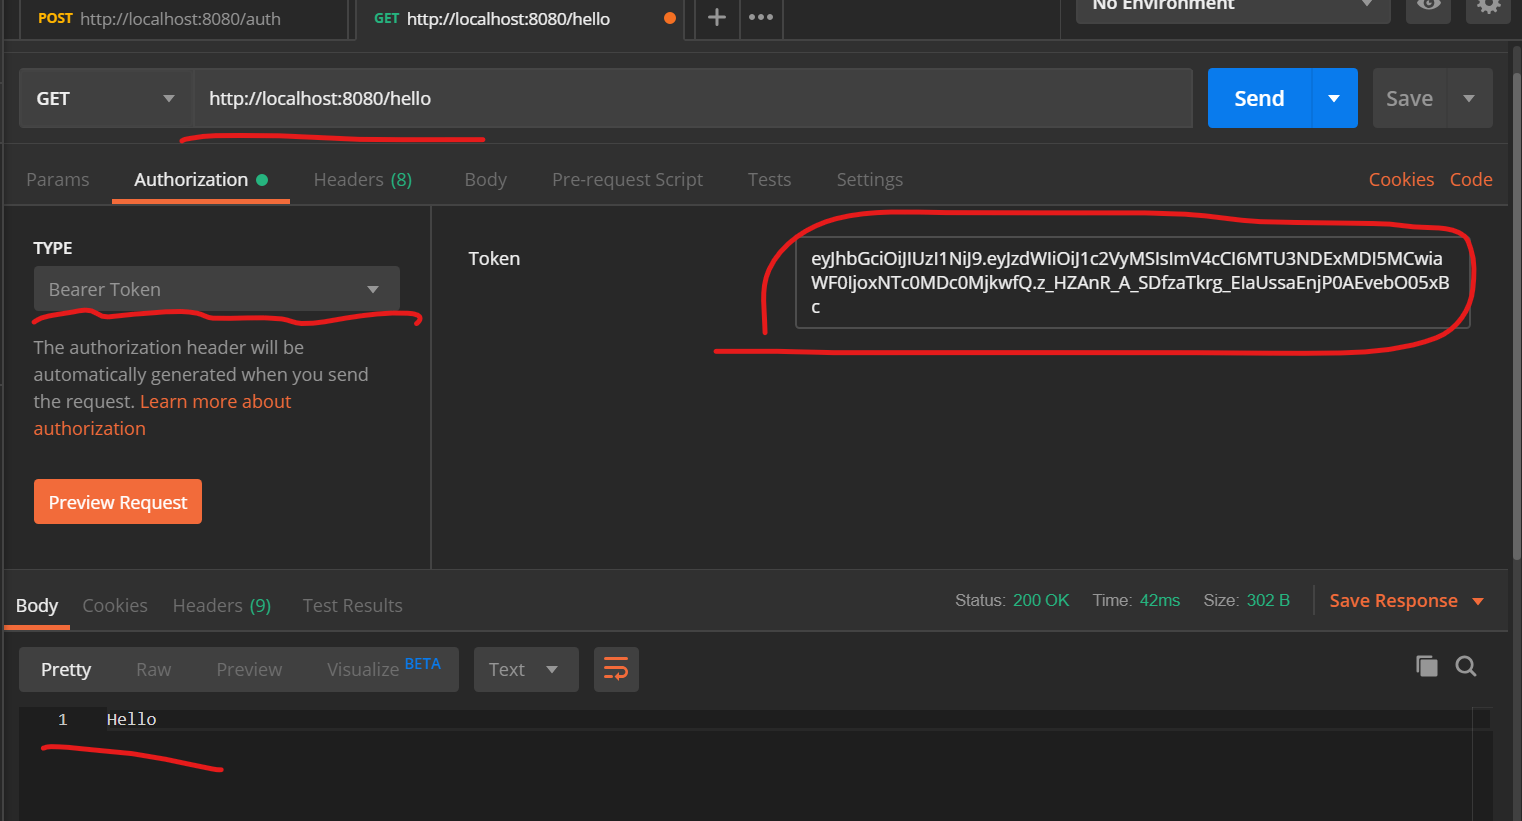 POST http://localhost:8080/auth
GET http://localhost:8080/hello
No Environment
GET
http://localhost:8080/hello
Send
Save
Params
Authorization
Headers (8)
Body
Pre-request Script
Tests
Settings
Cookies
Code
TYPE
Bearer Token
The authorization header will be
automatically generated when you send
the request. Learn more about
authorization
Preview Request
Token
eyJhbGciOiJIUzI1NiJ9.eyJzdWIiOiJ1c2VyMSIsImV4cCI6MTU3NDExMDI5MCwia
WF0IjoxNTc0MDc0MjkwfQ.z_HZAnR_A_SDfzaTkrg_EIaUssaEnjP0AEvebO05xB
c
Body
Cookies
Headers (9)
Test Results
Status: 200 OK
Time: 42ms
Size: 302 B
Save Response
Pretty
Raw
Preview
Visualize BETA
Text
1 Hello